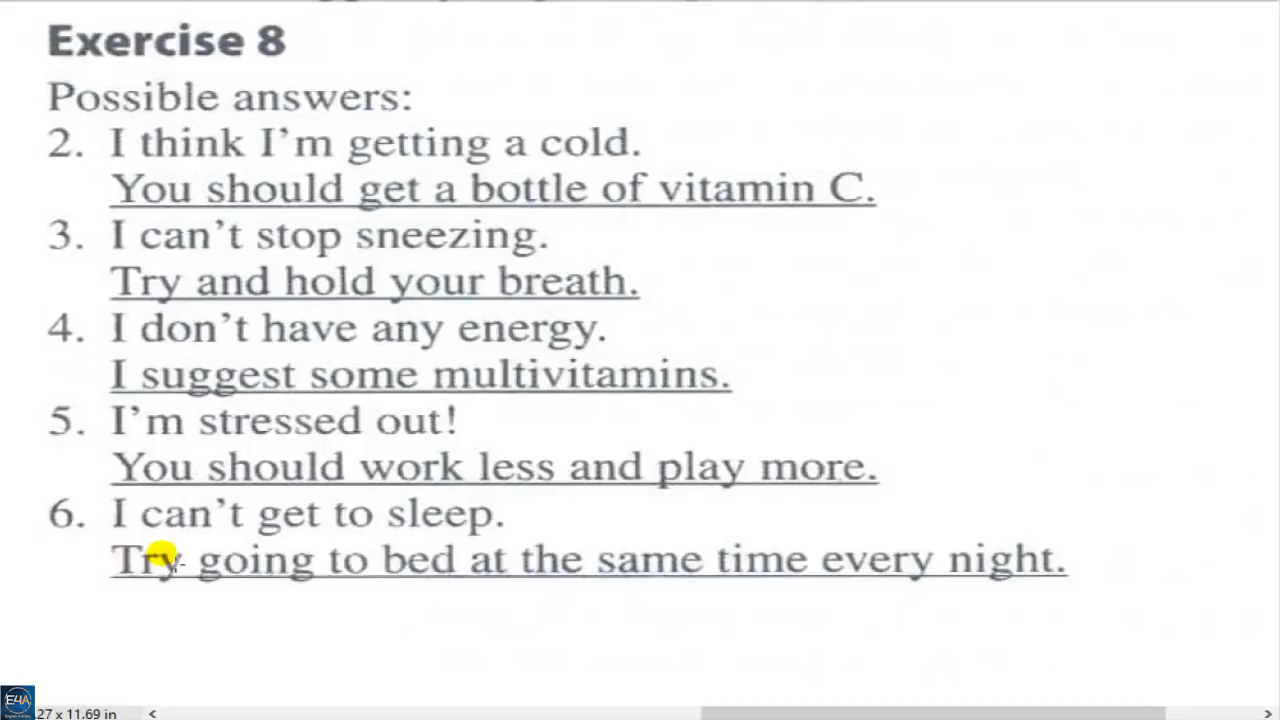 Exercise 8
Possible answers:
2. I think I'm getting a cold.
You should get a bottle of vitamin C.
3. I can't stop sneezing.
Try and hold your breath.
4. I don't have any energy.
I suggest some multivitamins.
5. I'm stressed out!
You should work less and play more.
6. I can't get to sleep.
Try going to bed at the same time every night.
E4A
27 x 11.69 in